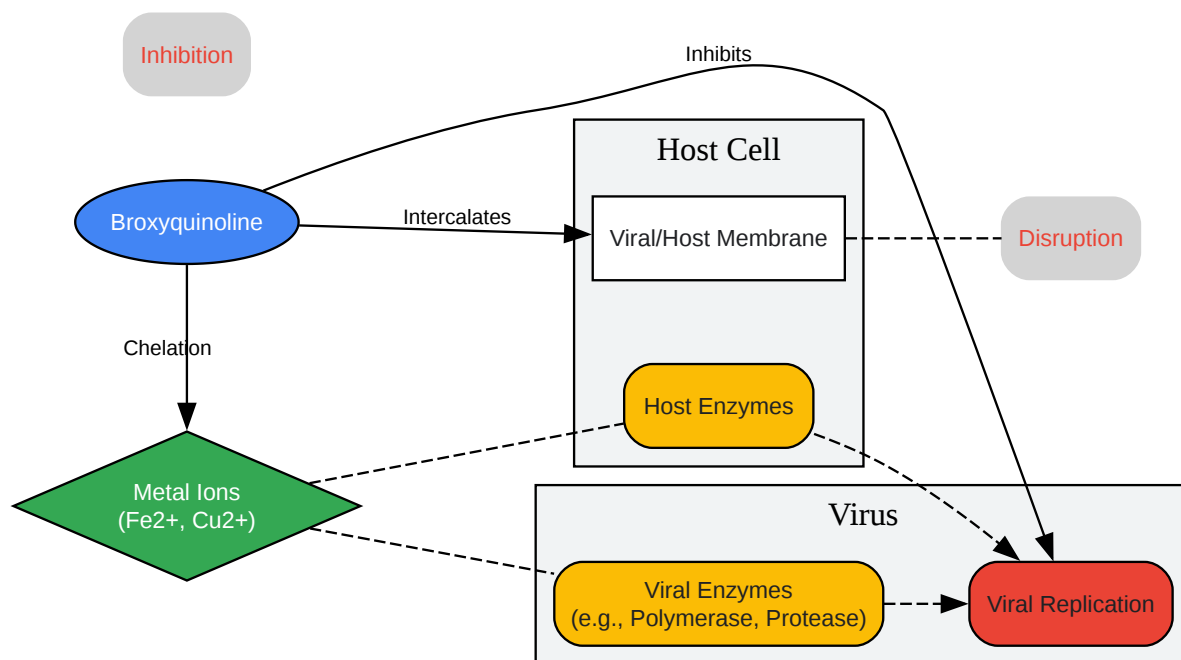 Inhibition
Inhibits
Host Cell
Broxyquinoline
Intercalates
Viral/Host Membrane
Disruption
Chelation
Host Enzymes
Metal Ions
(Fe2+, Cu2+)
Virus
Viral Enzymes
(e.g., Polymerase, Protease)
Viral Replication